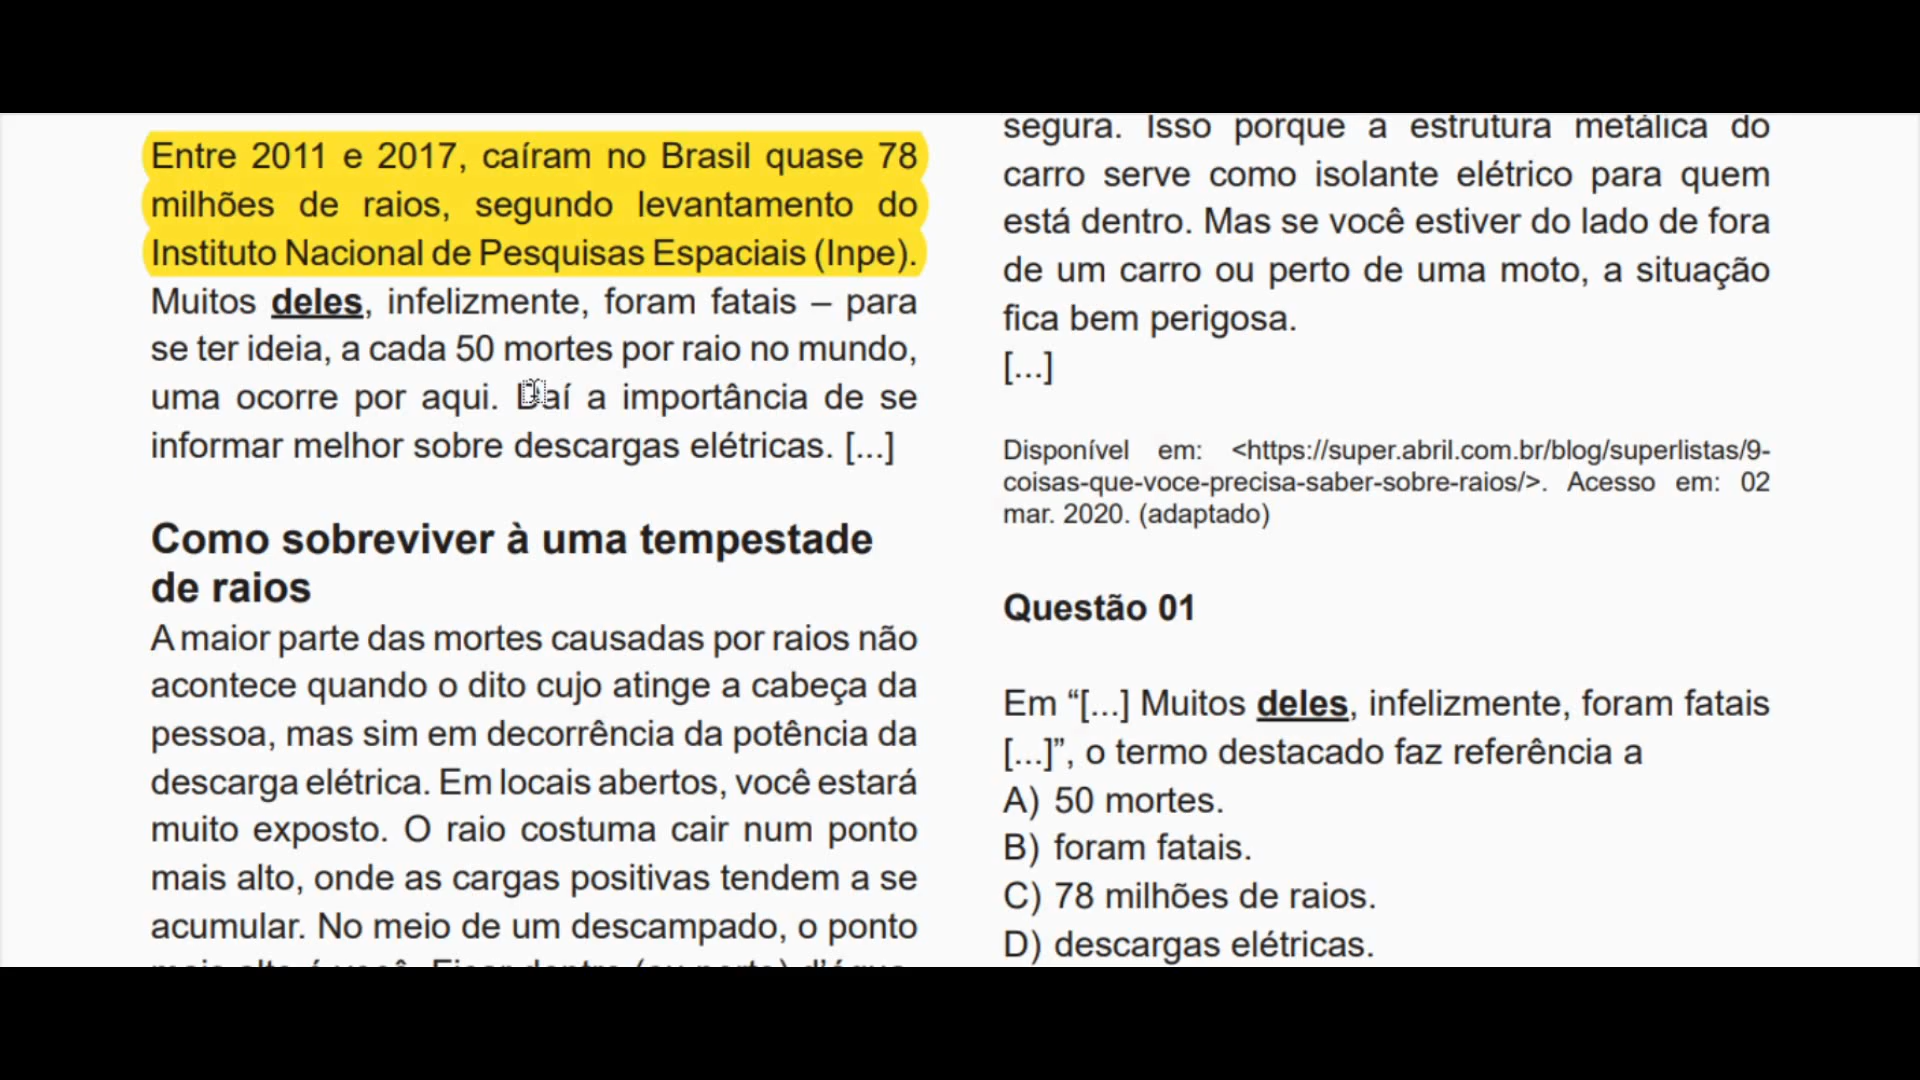 Entre 2011 e 2017, caíram no Brasil quase 78
milhões de raios, segundo levantamento do
Instituto Nacional de Pesquisas Espaciais (Inpe).
Muitos deles, infelizmente, foram fatais – para
se ter ideia, a cada 50 mortes por raio no mundo,
uma ocorre por aqui. Daí a importância de se
informar melhor sobre descargas elétricas. [...]
Como sobreviver à uma tempestade
de raios
A maior parte das mortes causadas por raios não
acontece quando o dito cujo atinge a cabeça da
pessoa, mas sim em decorrência da potência da
descarga elétrica. Em locais abertos, você estará
muito exposto. O raio costuma cair num ponto
mais alto, onde as cargas positivas tendem a se
acumular. No meio de um descampado, o ponto
mais alto é você. Ficar dentro (ou perto) d'água
segura. Isso porque a estrutura metálica do
carro serve como isolante elétrico para quem
está dentro. Mas se você estiver do lado de fora
de um carro ou perto de uma moto, a situação
fica bem perigosa.
[...]
Disponível em: <https://super.abril.com.br/blog/superlistas/9-
coisas-que-voce-precisa-saber-sobre-raios/>. Acesso em: 02
mar. 2020. (adaptado)
Questão 01
Em “[...] Muitos deles, infelizmente, foram fatais
[...]”, o termo destacado faz referência a
A) 50 mortes.
B) foram fatais.
C) 78 milhões de raios.
D) descargas elétricas.